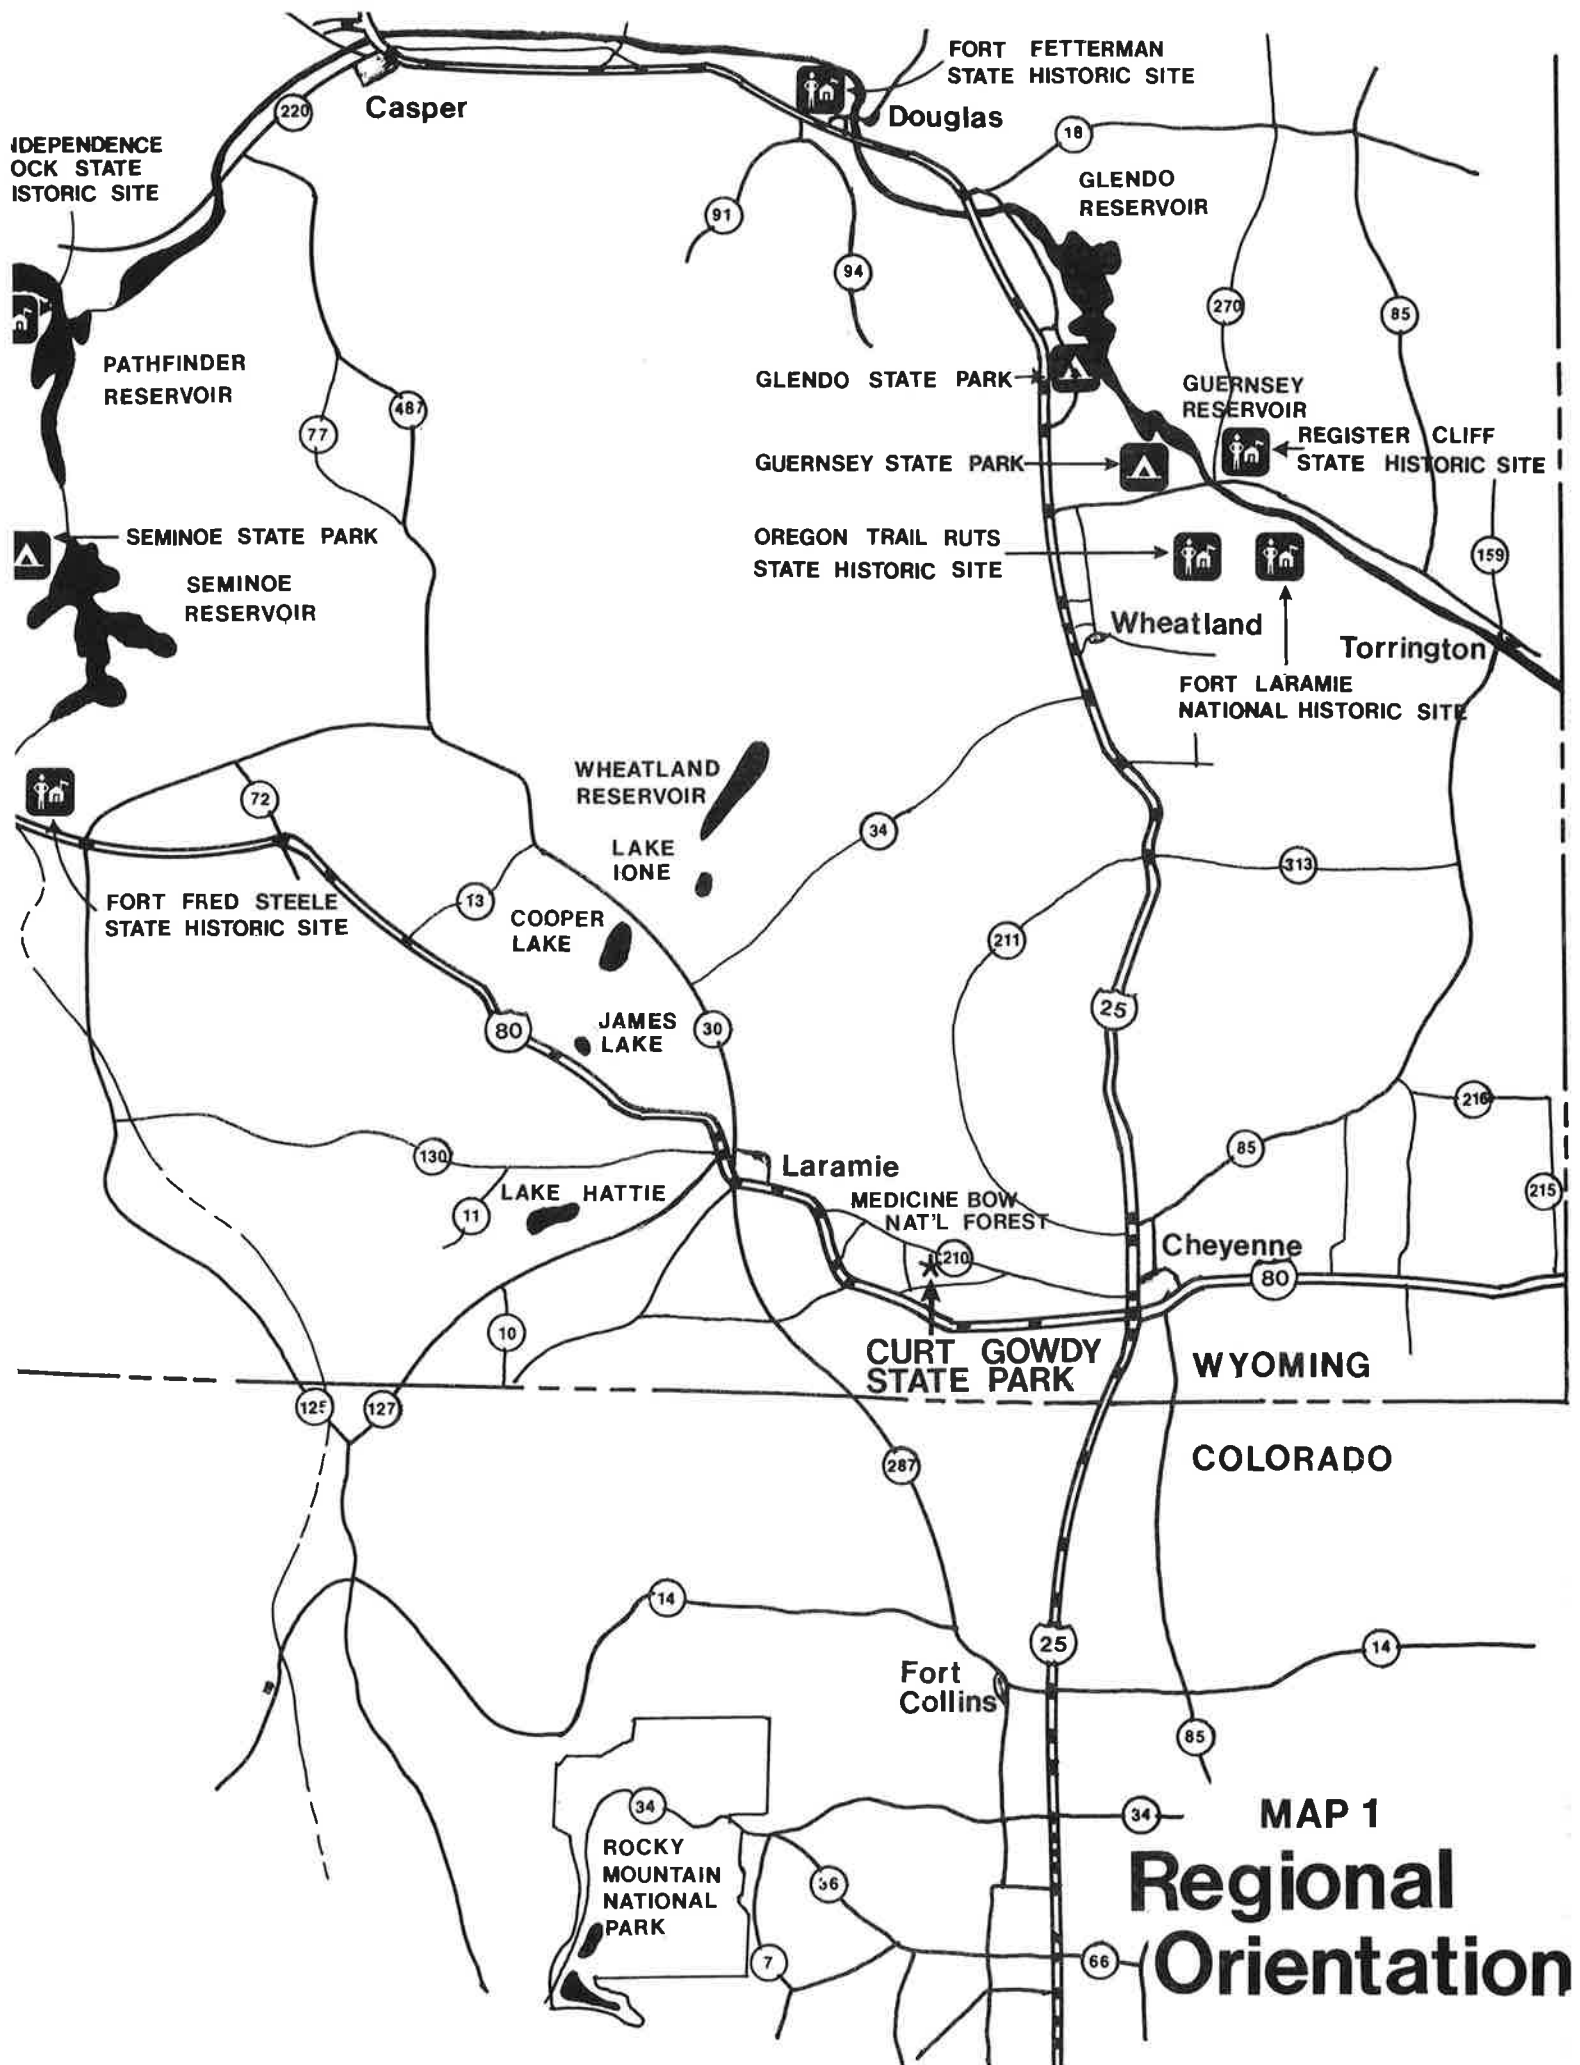 FORT FETTERMAN
STATE HISTORIC SITE
Casper
220
Douglas
18
NDEPENDENCE
OCK STATE
ISTORIC SITE
GLENDO
RESERVOIR
91
94
270
85
PATHFINDER
RESERVOIR
GLENDO STATE PARK
GUERNSEY
RESERVOIR
487
77
REGISTER CLIFF
STATE HISTORIC SITE
GUERNSEY STATE PARK
SEMINOE STATE PARK
OREGON TRAIL RUTS
STATE HISTORIC SITE
159
SEMINOE
RESERVOIR
Wheatland
Torrington
FORT LARAMIE
NATIONAL HISTORIC SITE
WHEATLAND
RESERVOIR
72
34
LAKE
IONE
313
13
FORT FRED STEELE
STATE HISTORIC SITE
COOPER
LAKE
211
25
80
JAMES
LAKE
30
216
130
85
Laramie
215
LAKE HATTIE
11
MEDICINE BOW
NAT'L FOREST
210
Cheyenne
80
10
CURT GOWDY
STATE PARK
WYOMING
125
127
COLORADO
287
14
25
14
Fort
Collins
85
34
34
MAP 1
Regional
Orientation
ROCKY
MOUNTAIN
NATIONAL
PARK
36
7
66